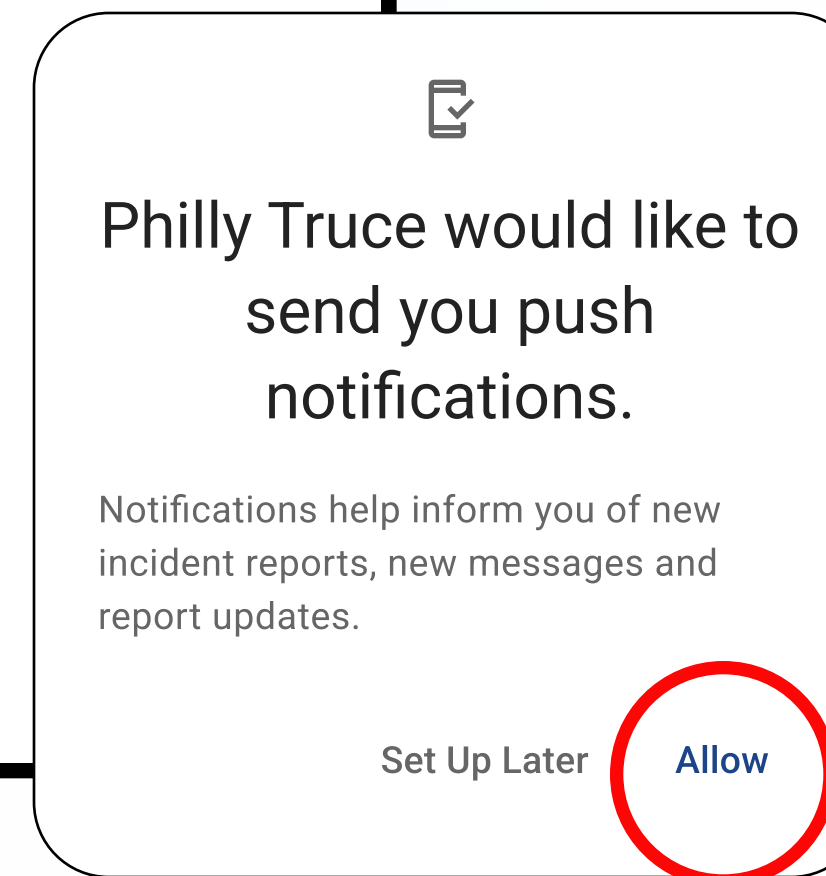 Philly Truce would like to
send you push
notifications.
Notifications help inform you of new
incident reports, new messages and
report updates.
Set Up Later Allow